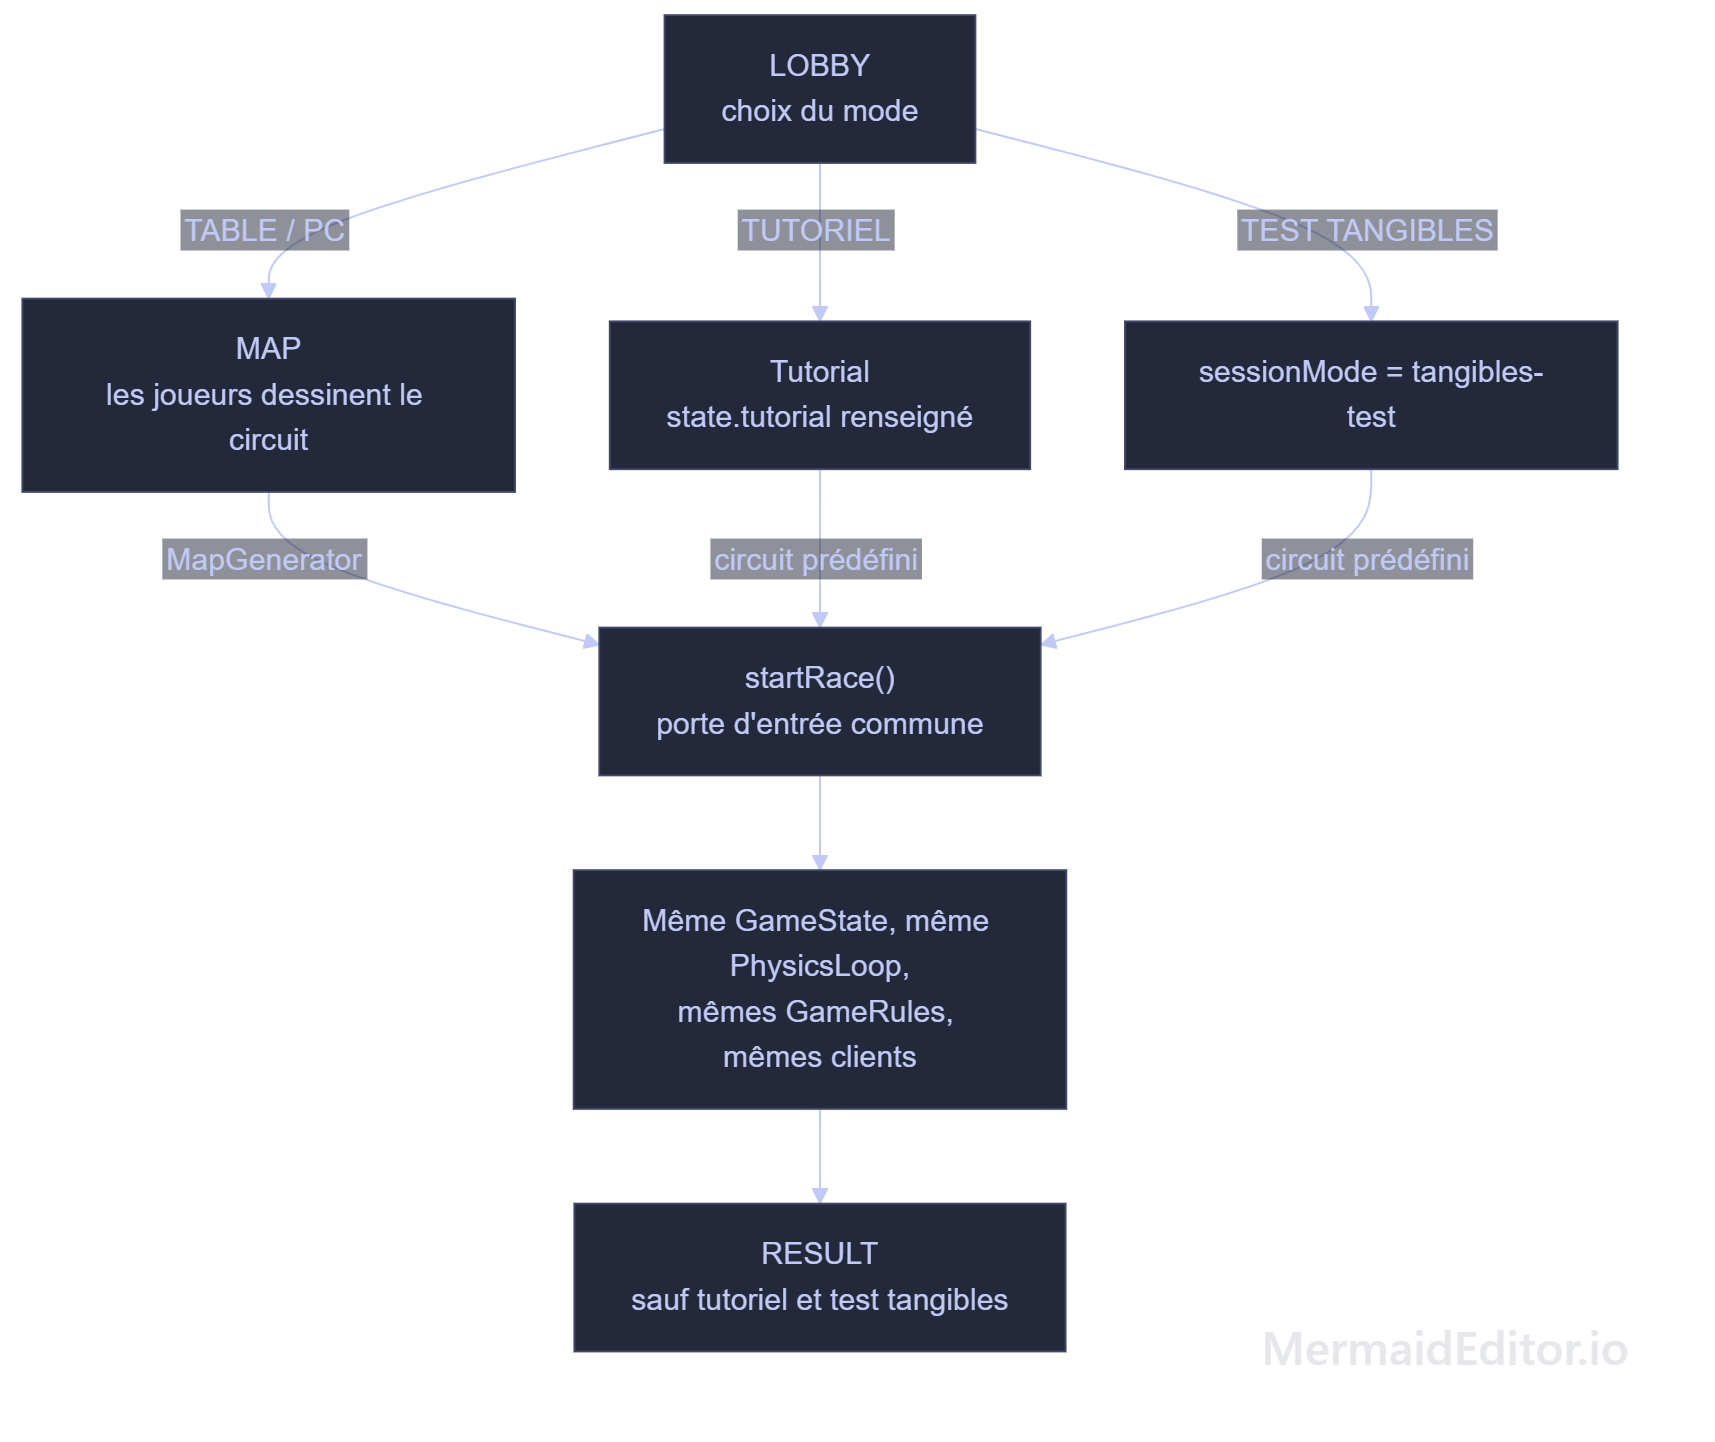 LOBBY
choix du mode
TABLE / PC
TUTORIEL
TEST TANGIBLES
MAP
les joueurs dessinent le
circuit
Tutorial
state.tutorial renseigné
sessionMode = tangibles-
test
MapGenerator
circuit prédéfini
circuit prédéfini
startRace()
porte d'entrée commune
Même GameState, même
PhysicsLoop,
mêmes GameRules,
mêmes clients
RESULT
sauf tutoriel et test tangibles
MermaidEditor.io